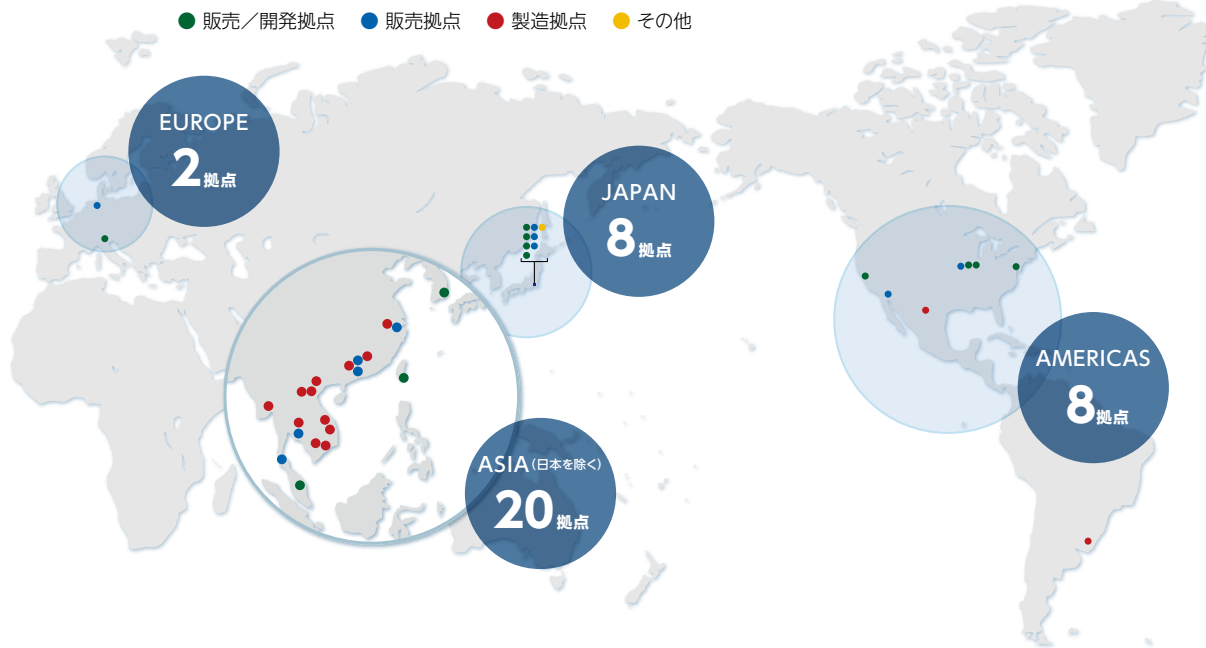 販売／開発拠点 販売拠点 製造拠点 その他
EUROPE
2拠点
JAPAN
8拠点
ASIA(日本を除く)
20拠点
AMERICAS
8拠点